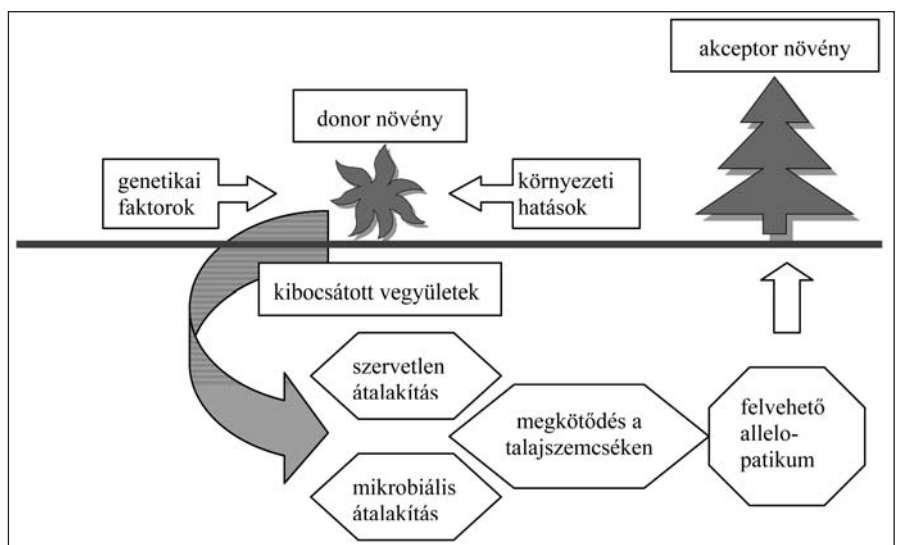 akceptor növény
donor növény
genetikai
faktorok
környezeti
hatások
kibocsátott vegyületek
szervetlen
átalakítás
megkötődés a
talajszemcséken
felvehető
allelo-
patikum
mikrobiális
átalakítás